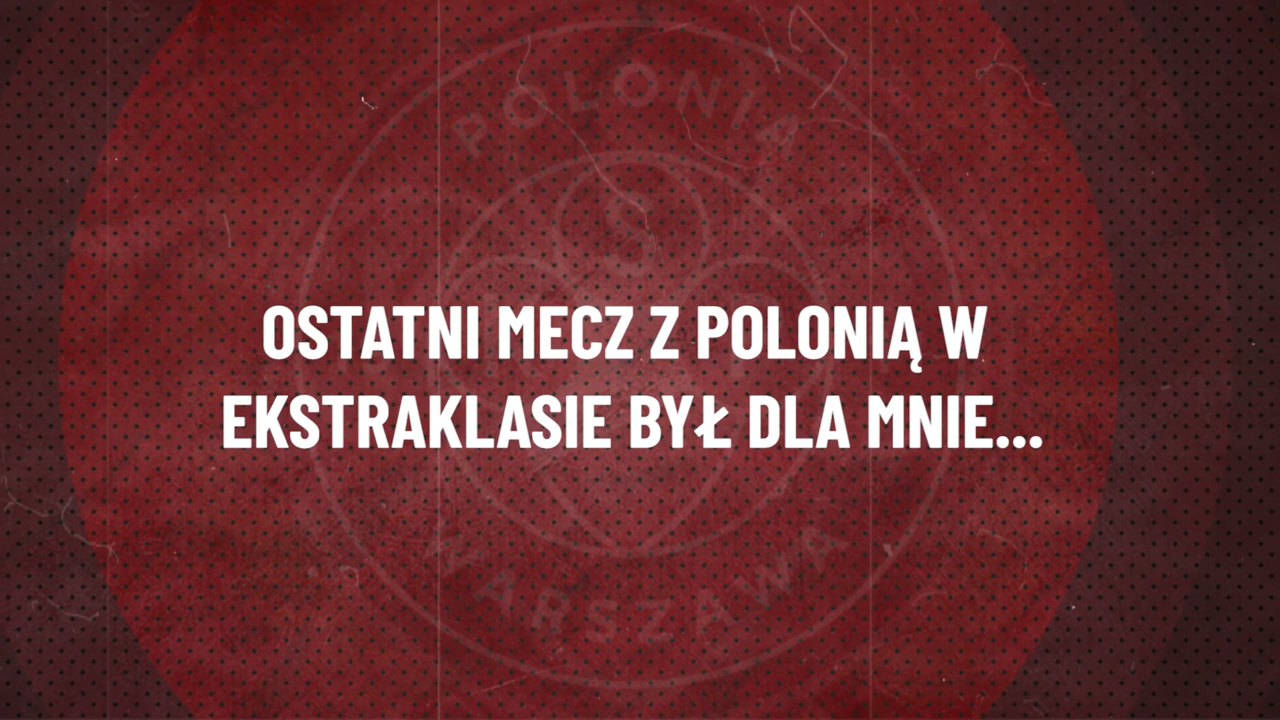 POLONIA
S
OSTATNI MECZ Z POLONIĄ W
EKSTRAKLASIE BYŁ DLA MNIE...
WARSZAWA